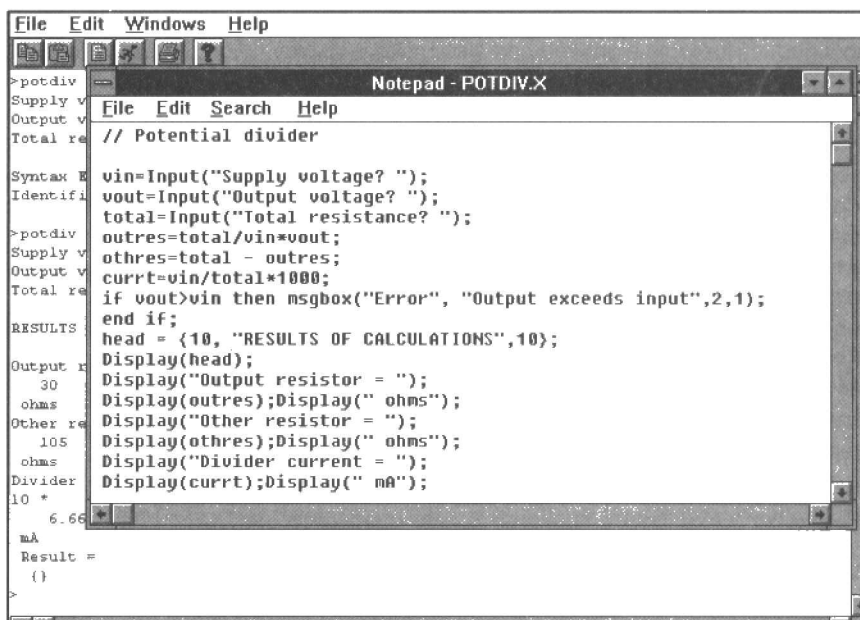 File Edit Windows Help
>potdiv
Supply v
Output v
Total re
Syntax E
Identifi
>potdiv
Supply v
Output v
Total re
RESULTS
Output r
30
ohms
Other re
105
ohms
Divider
10 *
6.66
mA
Result =
{}
>
Notepad - POTDIV.X
File Edit Search Help
// Potential divider
vin=Input("Supply voltage? ");
vout=Input("Output voltage? ");
total=Input("Total resistance? ");
outres=total/vin*vout;
othres=total - outres;
currt=vin/total*1000;
if vout>vin then msgbox("Error", "Output exceeds input",2,1);
end if;
head = {10, "RESULTS OF CALCULATIONS",10};
Display(head);
Display("Output resistor = ");
Display(outres);Display(" ohms");
Display("Other resistor = ");
Display(othres);Display(" ohms");
Display("Divider current = ");
Display(currt);Display(" mA");